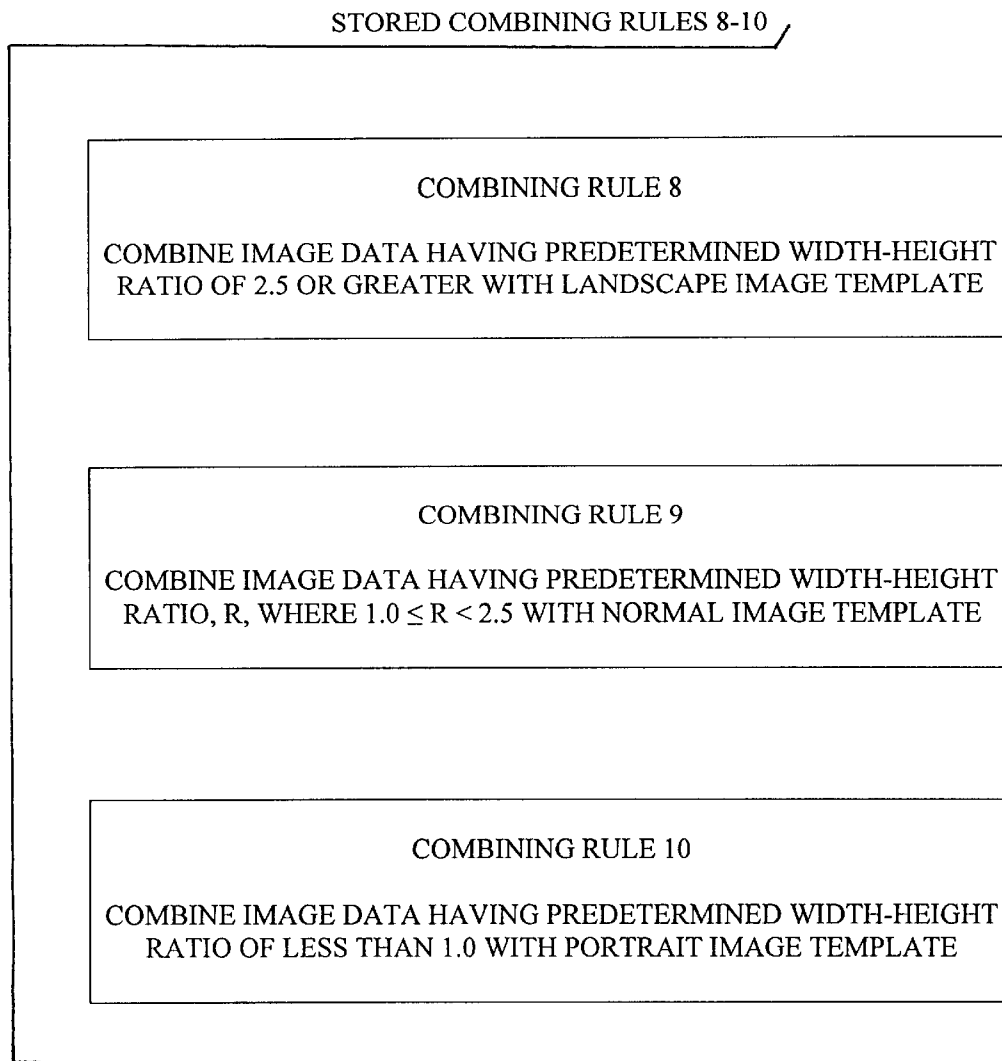 STORED COMBINING RULES 8-10
COMBINING RULE 8
COMBINE IMAGE DATA HAVING PREDETERMINED WIDTH-HEIGHT
RATIO OF 2.5 OR GREATER WITH LANDSCAPE IMAGE TEMPLATE
COMBINING RULE 9
COMBINE IMAGE DATA HAVING PREDETERMINED WIDTH-HEIGHT
RATIO, R, WHERE 1.0 ≤ R < 2.5 WITH NORMAL IMAGE TEMPLATE
COMBINING RULE 10
COMBINE IMAGE DATA HAVING PREDETERMINED WIDTH-HEIGHT
RATIO OF LESS THAN 1.0 WITH PORTRAIT IMAGE TEMPLATE